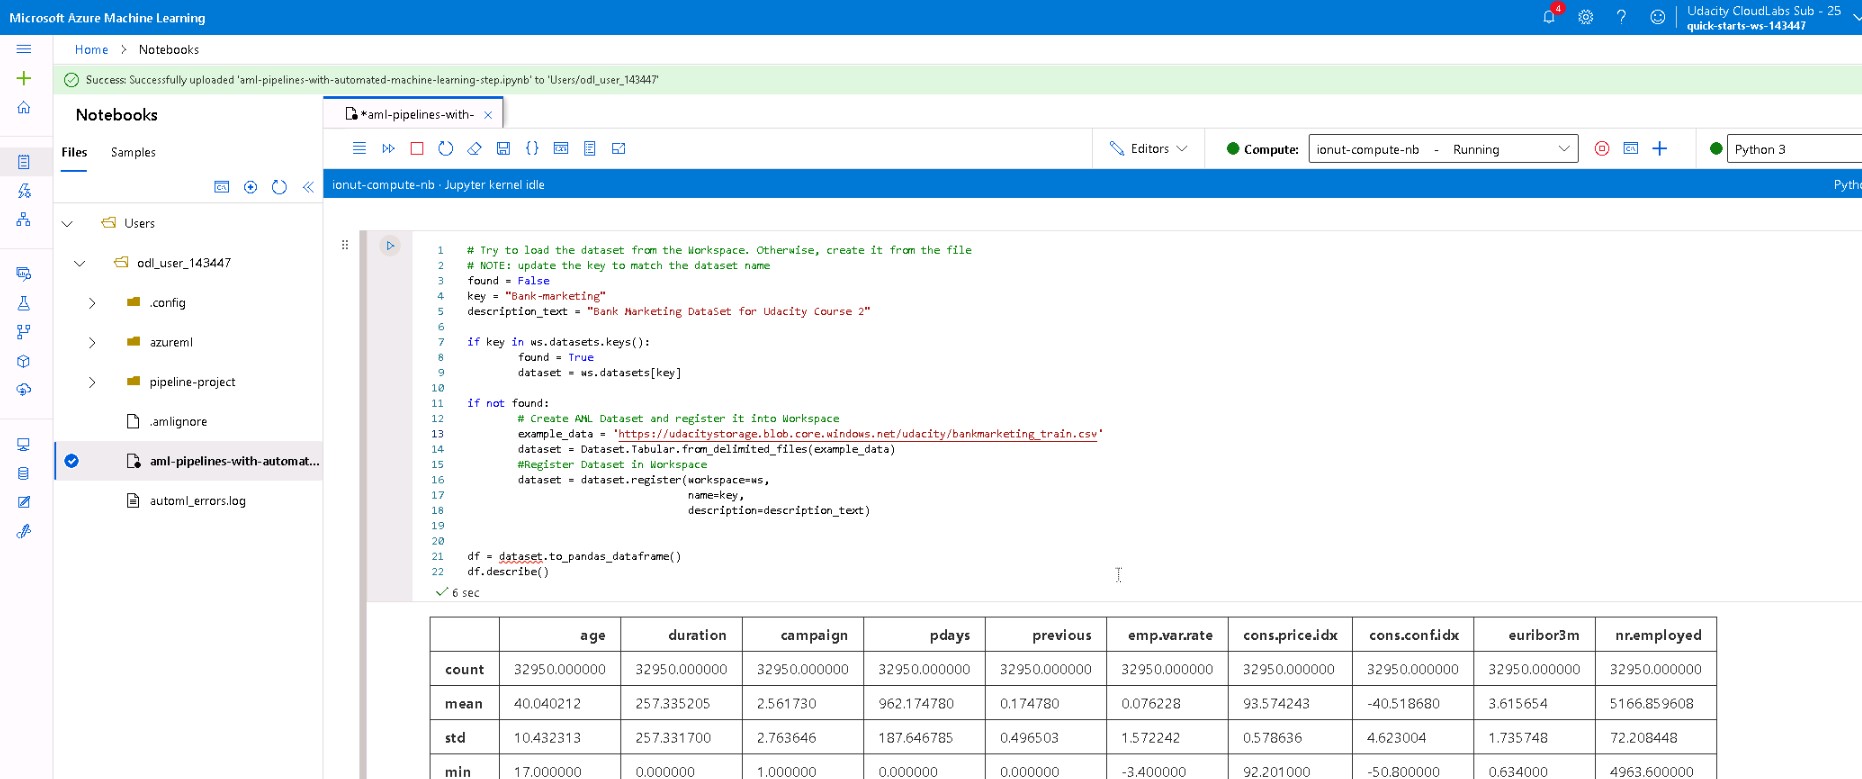 Microsoft Azure Machine Learning
4
Udacity CloudLabs Sub - 25
quick-starts-ws-143447
Home > Notebooks
Success: Successfully uploaded 'aml-pipelines-with-automated-machine-learning-step.ipynb' to 'Users/odl_user_143447'
Notebooks
*aml-pipelines-with-
Files Samples
Editors
Compute: ionut-compute-nb - Running
Python 3
ionut-compute-nb · Jupyter kernel idle
Users
odl_user_143447
.config
azureml
pipeline-project
.amlignore
aml-pipelines-with-automat...
automl_errors.log
1 # Try to load the dataset from the Workspace. Otherwise, create it from the file
2 # NOTE: update the key to match the dataset name
3 found = False
4 key = "Bank-marketing"
5 description_text = "Bank Marketing DataSet for Udacity Course 2"
6
7 if key in ws.datasets.keys():
8 found = True
9 dataset = ws.datasets[key]
10
11 if not found:
12 # Create AML Dataset and register it into Workspace
13 example_data = 'https://udacitystorage.blob.core.windows.net/udacity/bankmarketing_train.csv'
14 dataset = Dataset.Tabular.from_delimited_files(example_data)
15 #Register Dataset in Workspace
16 dataset = dataset.register(workspace=ws,
17 name=key,
18 description=description_text)
19
20
21 df = dataset.to_pandas_dataframe()
22 df.describe()
6 sec
age duration campaign pdays previous emp.var.rate cons.price.idx cons.conf.idx euribor3m nr.employed
count 32950.000000 32950.000000 32950.000000 32950.000000 32950.000000 32950.000000 32950.000000 32950.000000 32950.000000 32950.000000
mean 40.040212 257.335205 2.561730 962.174780 0.174780 0.076228 93.574243 -40.518680 3.615654 5166.859608
std 10.432313 257.331700 2.763646 187.646785 0.496503 1.572242 0.578636 4.623004 1.735748 72.208448
min 17.000000 0.000000 1.000000 0.000000 0.000000 -3.400000 92.201000 -50.800000 0.634000 4963.600000